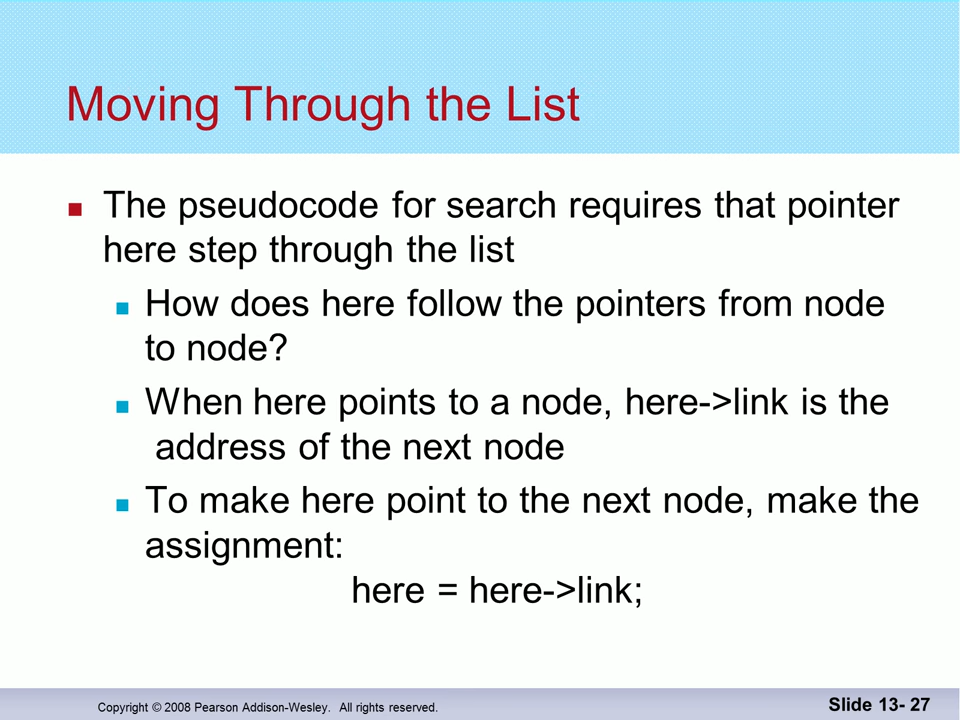 Moving Through the List
The pseudocode for search requires that pointer
here step through the list
How does here follow the pointers from node
to node?
When here points to a node, here->link is the
address of the next node
To make here point to the next node, make the
assignment:
here = here->link;
Copyright © 2008 Pearson Addison-Wesley. All rights reserved.
Slide 13- 27